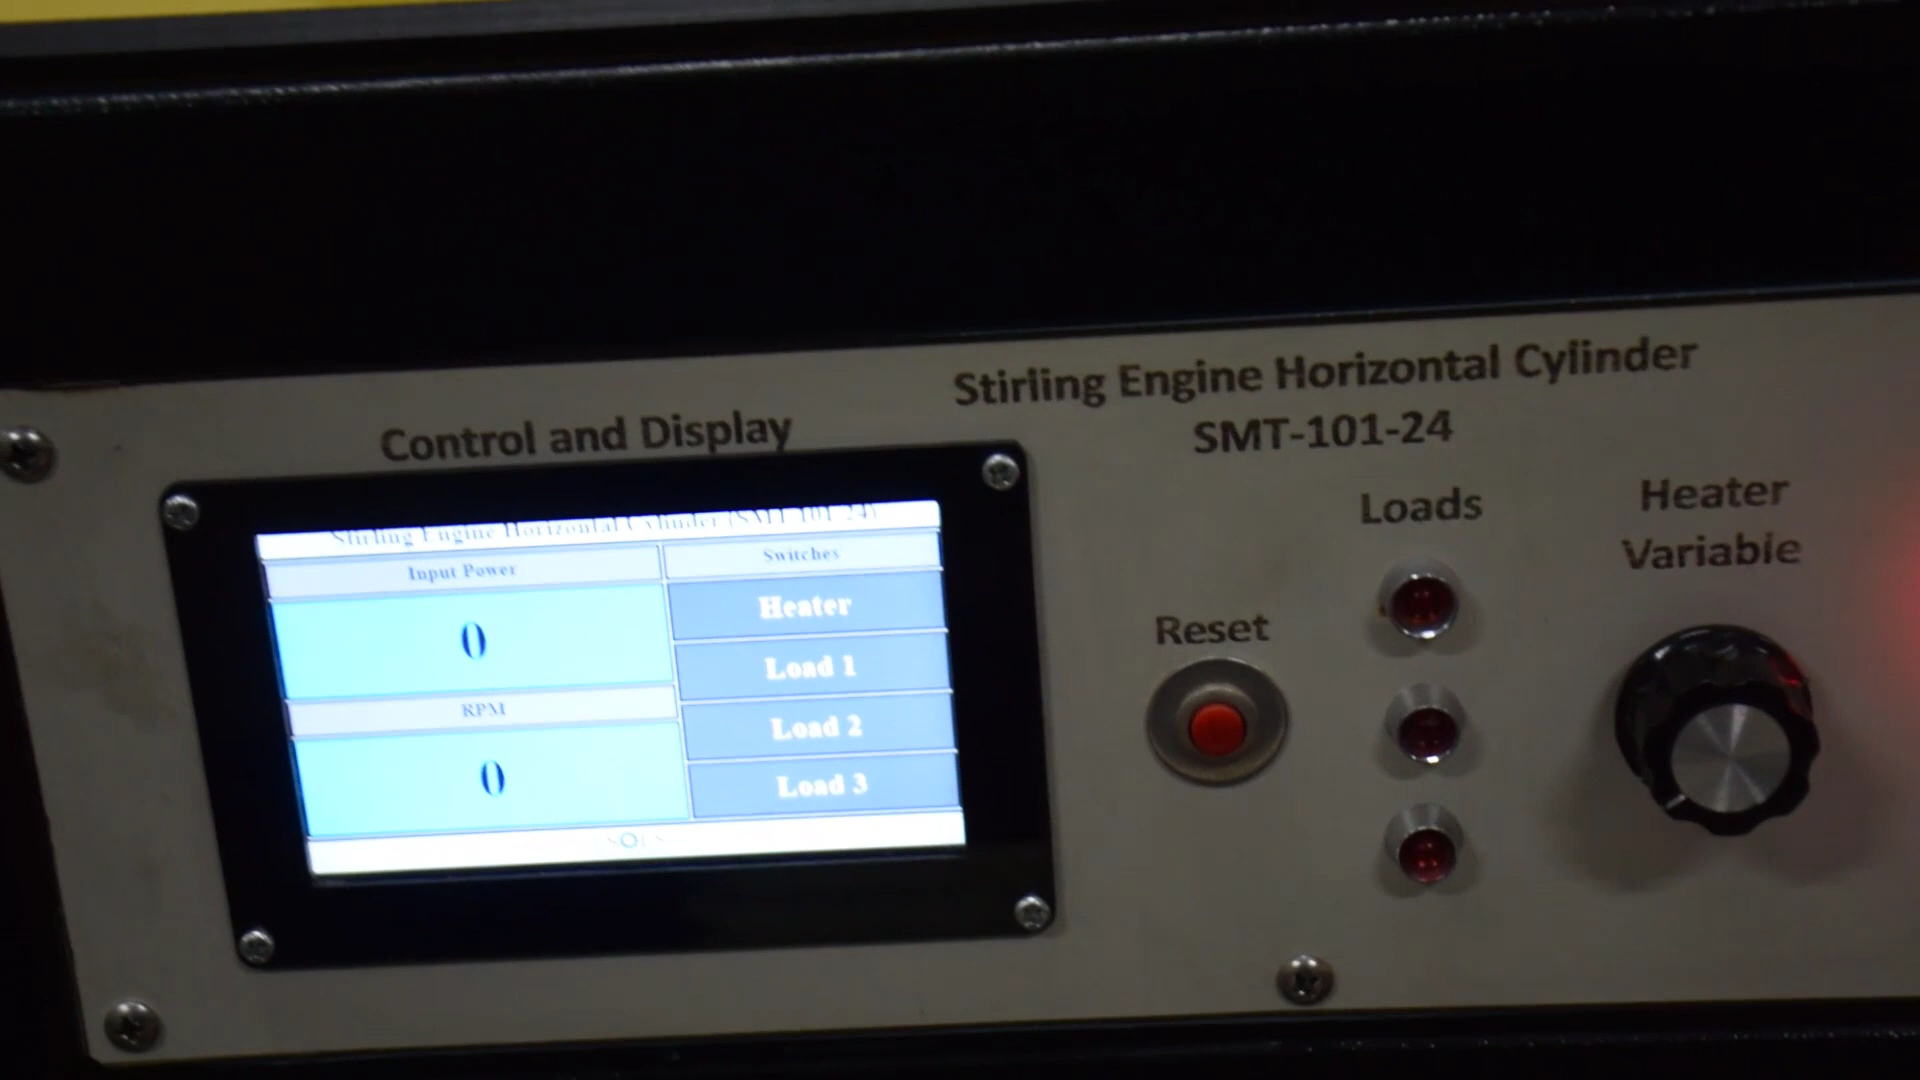 Stirling Engine Horizontal Cylinder
SMT-101-24
Control and Display
Stirling Engine Horizontal Cylinder (SMT-101-24)
Input Power
0
RPM
0
Switches
Heater
Load 1
Load 2
Load 3
Reset
Loads
Heater
Variable